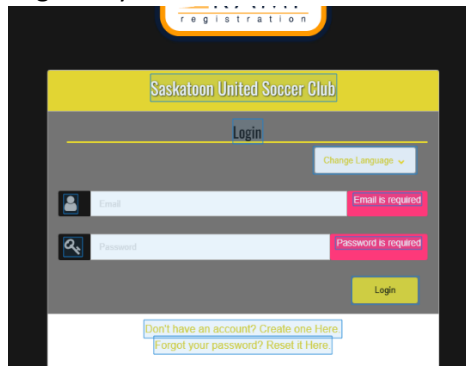 registration
Saskatoon United Soccer Club
Login
Change Language
Email
Email is required
Password
Password is required
Login
Don't have an account? Create one Here.
Forgot your password? Reset it Here.